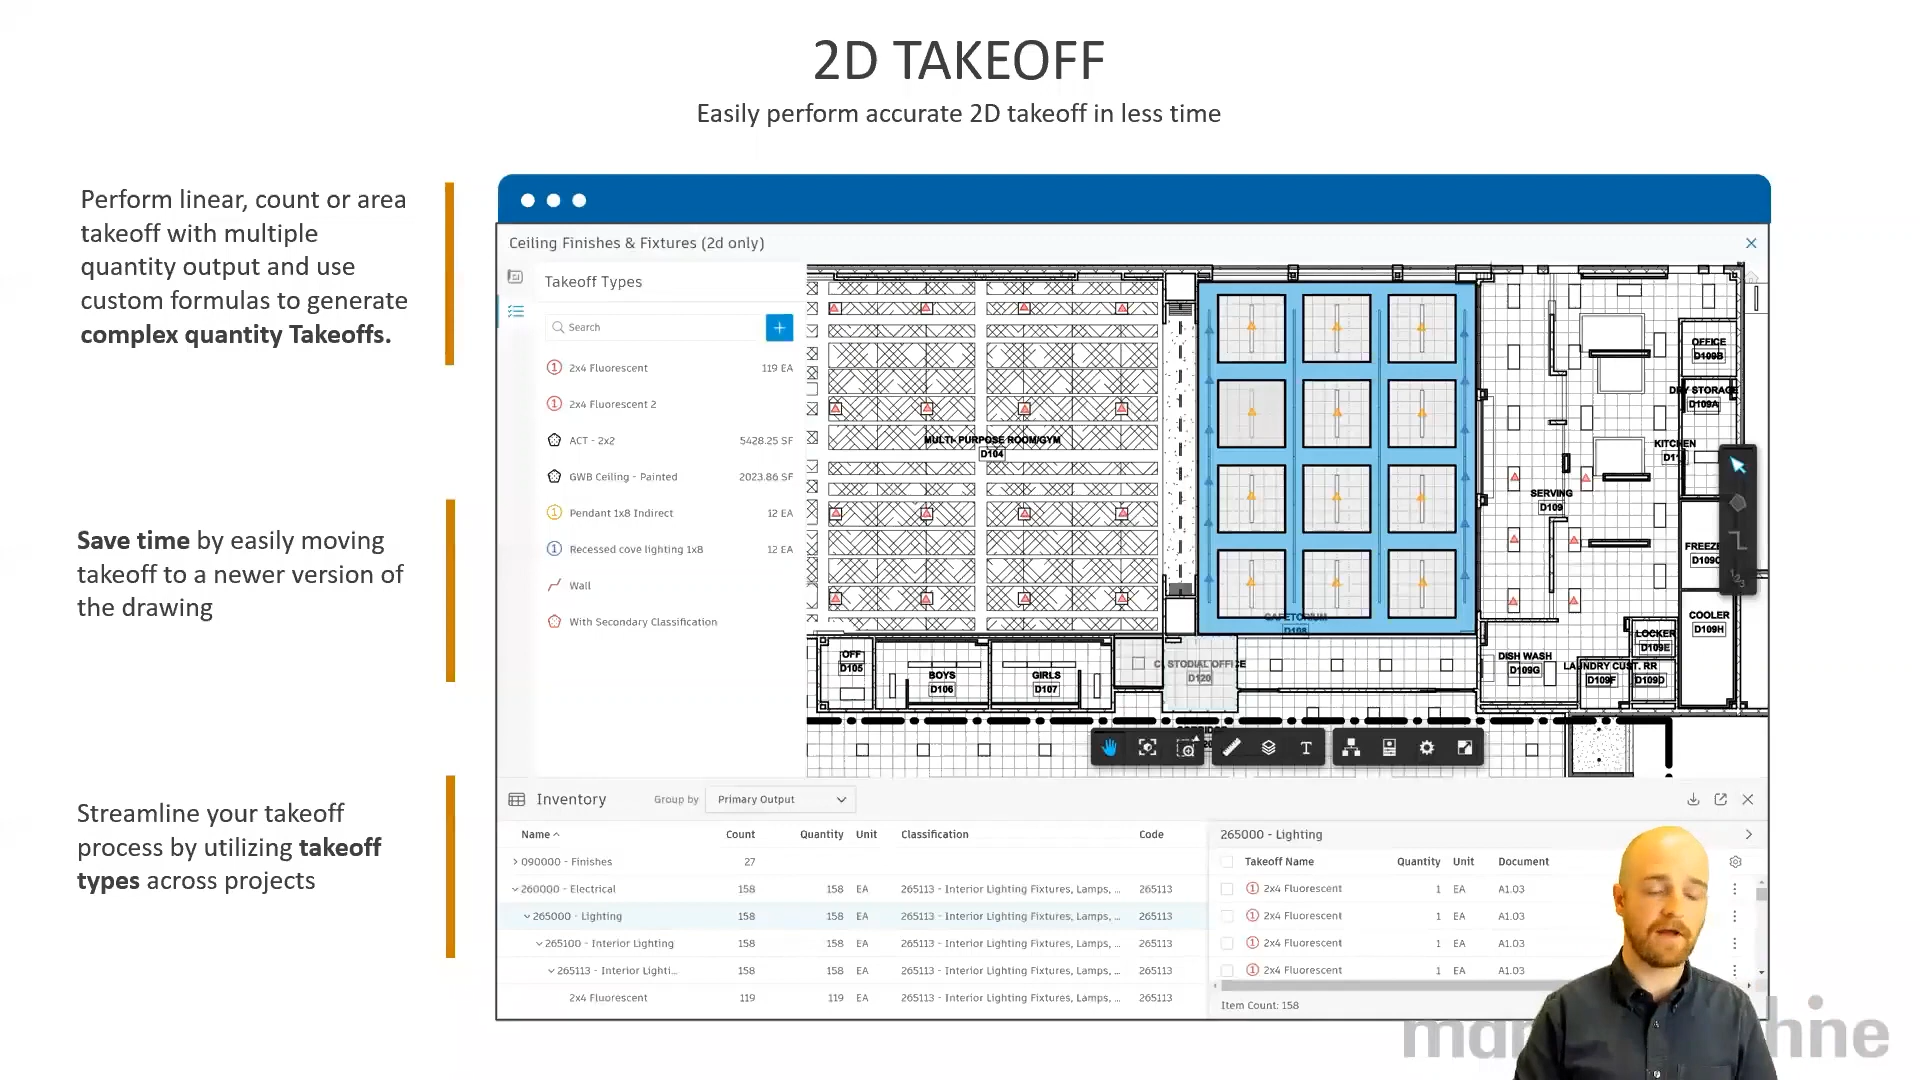 2D TAKEOFF
Easily perform accurate 2D takeoff in less time
Perform linear, count or area
takeoff with multiple
quantity output and use
custom formulas to generate
complex quantity Takeoffs.
Save time by easily moving
takeoff to a newer version of
the drawing
Streamline your takeoff
process by utilizing takeoff
types across projects
Ceiling Finishes & Fixtures (2d only)
Takeoff Types
Search
2x4 Fluorescent 119 EA
2x4 Fluorescent 2
ACT - 2x2 5428.25 SF
GWB Ceiling - Painted 2023.86 SF
Pendant 1x8 Indirect 12 EA
Recessed cove lighting 1x8 12 EA
Wall
With Secondary Classification
MULTI-PURPOSE ROOM/GYM
D104
CAFETORIUM
D108
OFFICE
D109B
DRY STORAGE
D109A
KITCHEN
SERVING
D109
COOLER
D109H
LOCKER
D109E
DISH WASH
D109G
LAUNDRY CUST. RR
D109F D109D
OFF
D105
BOYS
D106
GIRLS
D107
D120
Inventory Group by Primary Output
Name Count Quantity Unit Classification Code
090000 - Finishes 27
260000 - Electrical 158 158 EA 265113 - Interior Lighting Fixtures, Lamps, ... 265113
265000 - Lighting 158 158 EA 265113 - Interior Lighting Fixtures, Lamps, ... 265113
265100 - Interior Lighting 158 158 EA 265113 - Interior Lighting Fixtures, Lamps, ... 265113
265113 - Interior Lighti... 158 158 EA 265113 - Interior Lighting Fixtures, Lamps, ... 265113
2x4 Fluorescent 119 119 EA 265113 - Interior Lighting Fixtures, Lamps, ... 265113
265000 - Lighting
Takeoff Name Quantity Unit Document
2x4 Fluorescent 1 EA A1.03
2x4 Fluorescent 1 EA A1.03
2x4 Fluorescent 1 EA A1.03
2x4 Fluorescent 1 EA A1.03
Item Count: 158